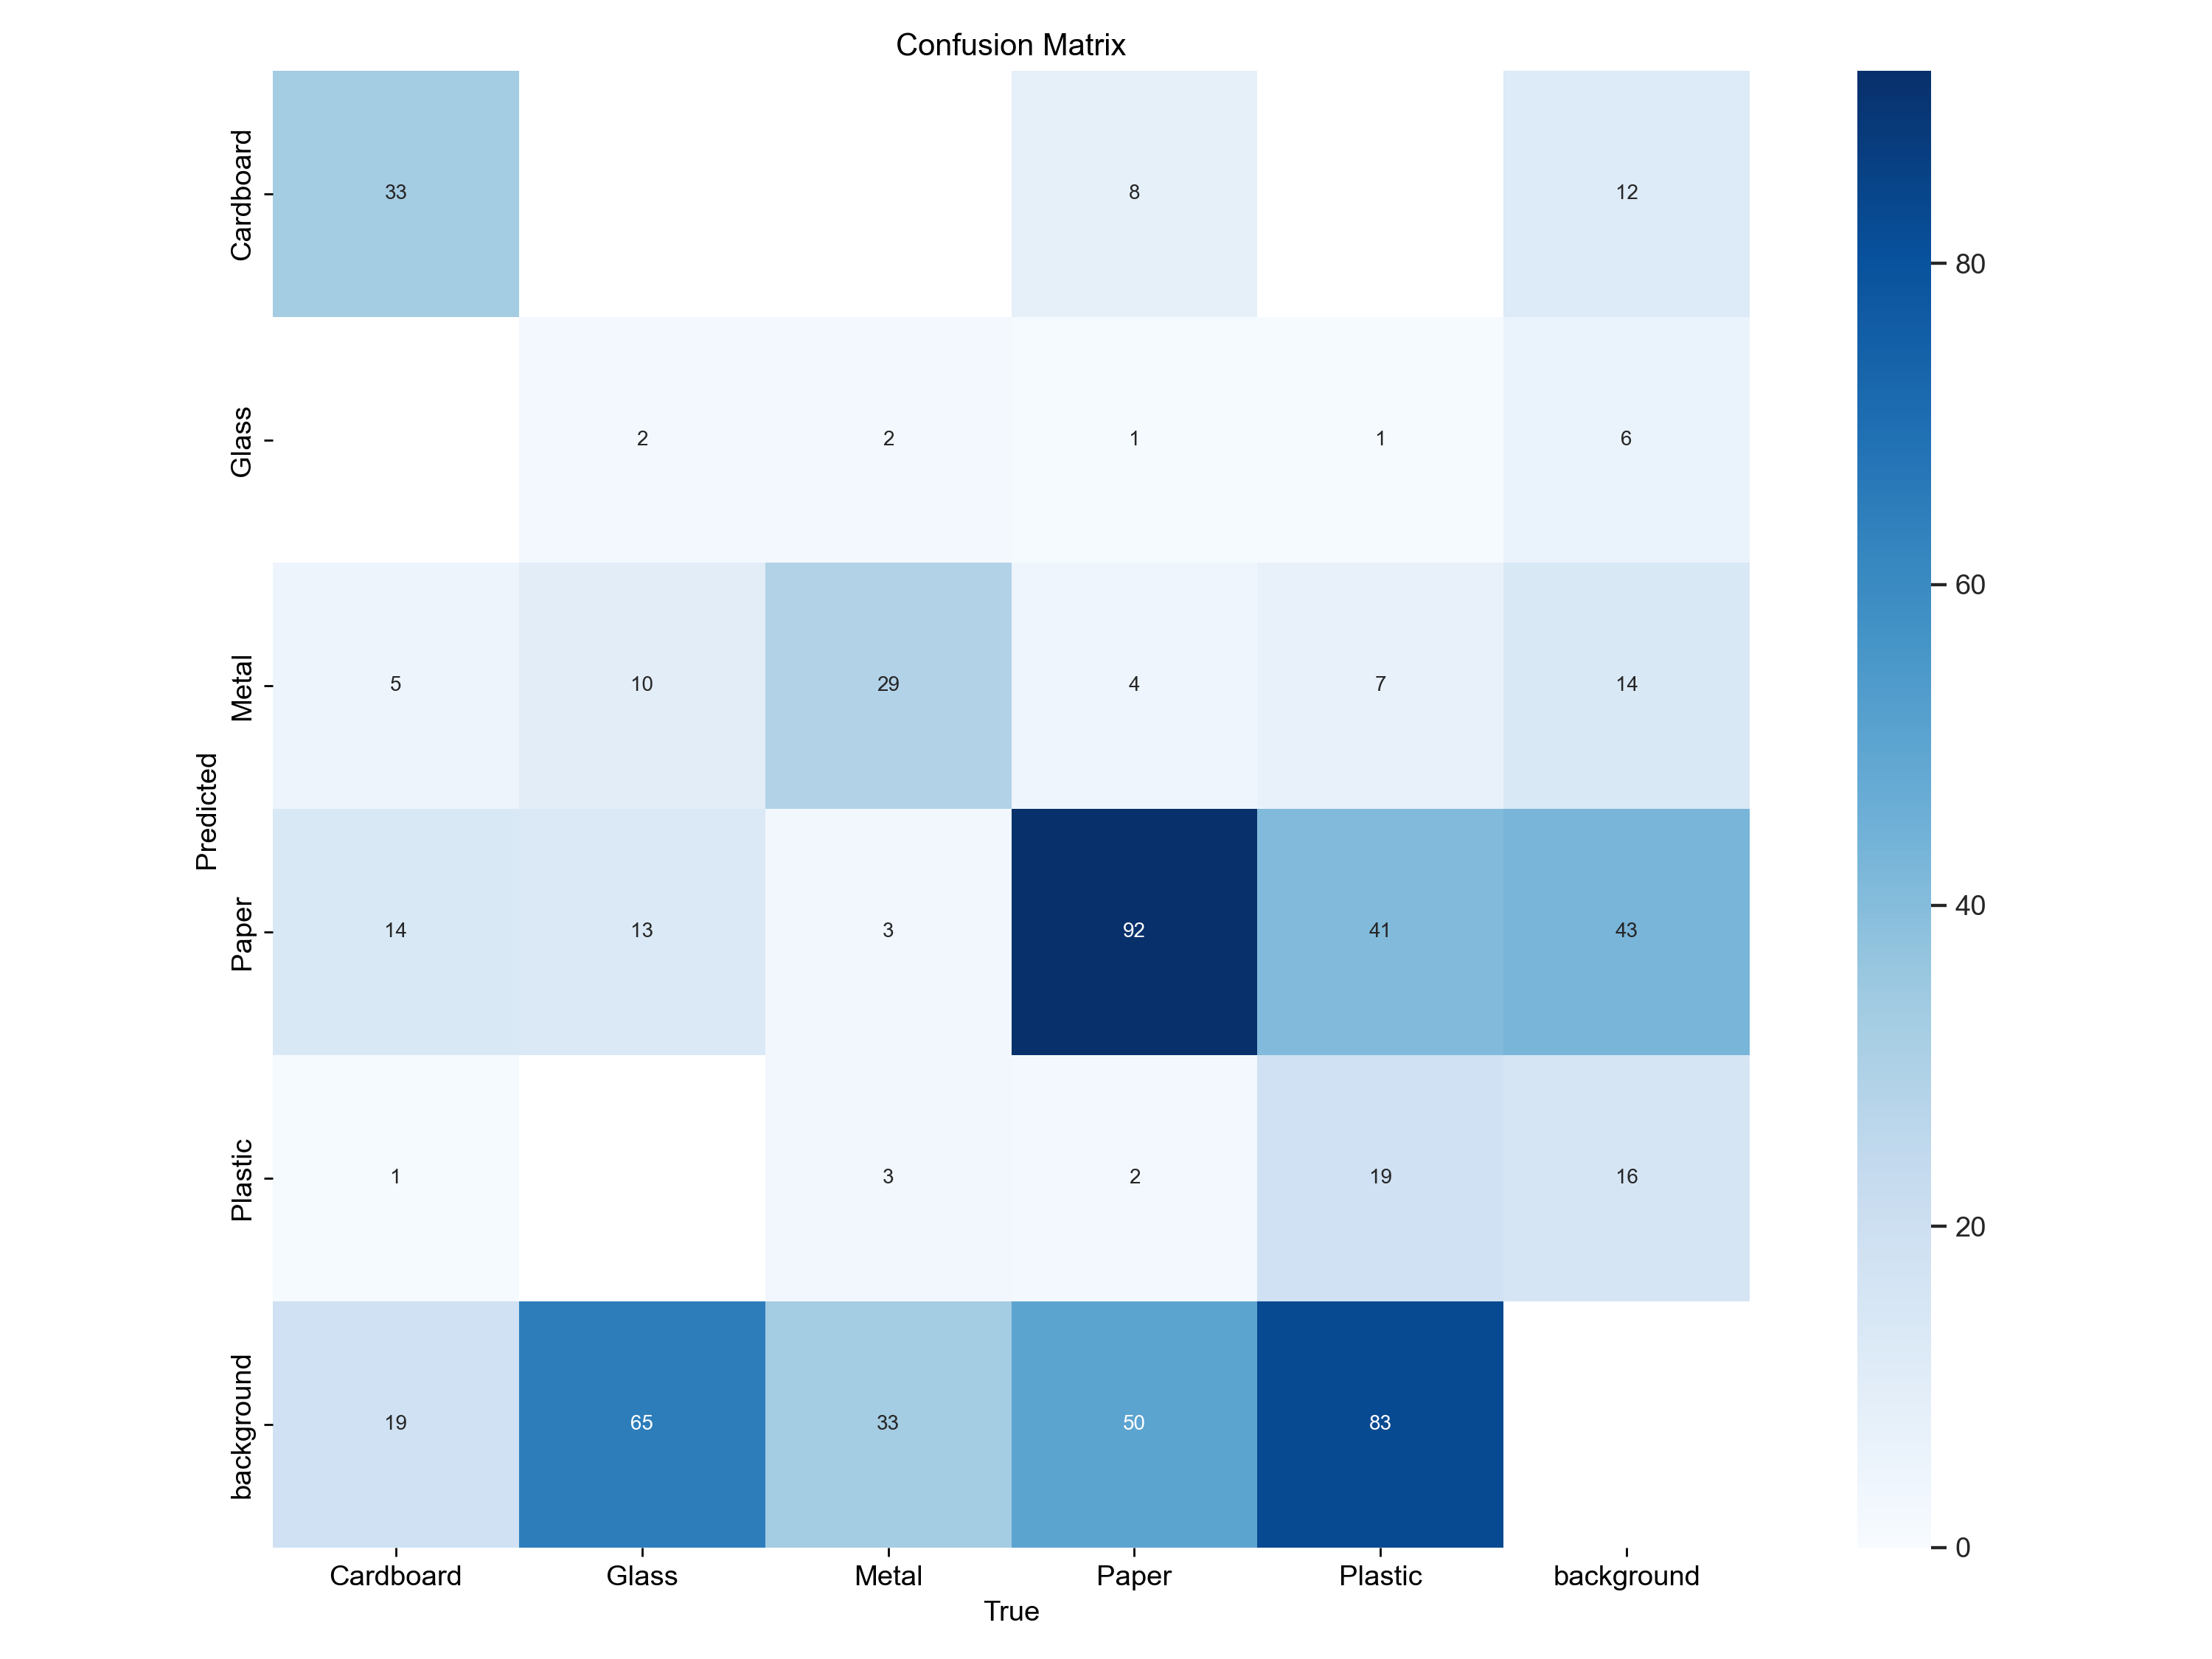 Confusion Matrix
Predicted
Cardboard
33
8
12
80
Glass
2
2
1
1
6
60
Metal
5
10
29
4
7
14
40
Paper
14
13
3
92
41
43
Plastic
1
3
2
19
16
20
background
19
65
33
50
83
0
Cardboard
Glass
Metal
Paper
Plastic
background
True